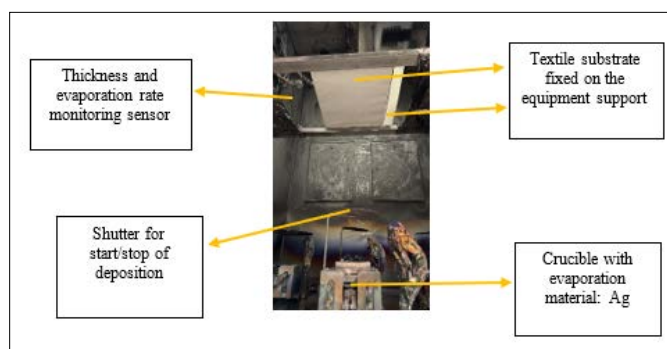 Thickness and
evaporation rate
monitoring sensor
Textile substrate
fixed on the
equipment support
Shutter for
start/stop of
deposition
Crucible with
evaporation
material: Ag